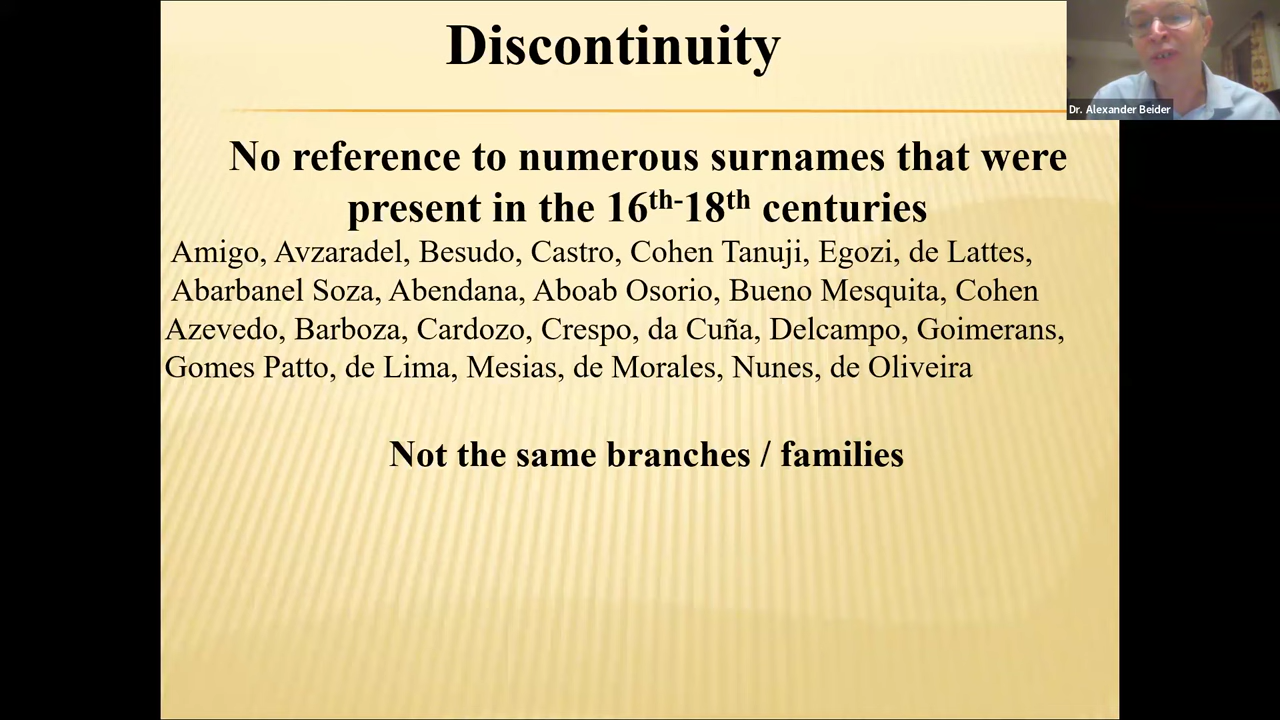 Discontinuity
Dr. Alexander Beider
No reference to numerous surnames that were
present in the 16th-18th centuries
Amigo, Avzaradel, Besudo, Castro, Cohen Tanuji, Egozi, de Lattes,
Abarbanel Soza, Abendana, Aboab Osorio, Bueno Mesquita, Cohen
Azevedo, Barboza, Cardozo, Crespo, da Cuña, Delcampo, Goimerans,
Gomes Patto, de Lima, Mesias, de Morales, Nunes, de Oliveira
Not the same branches / families